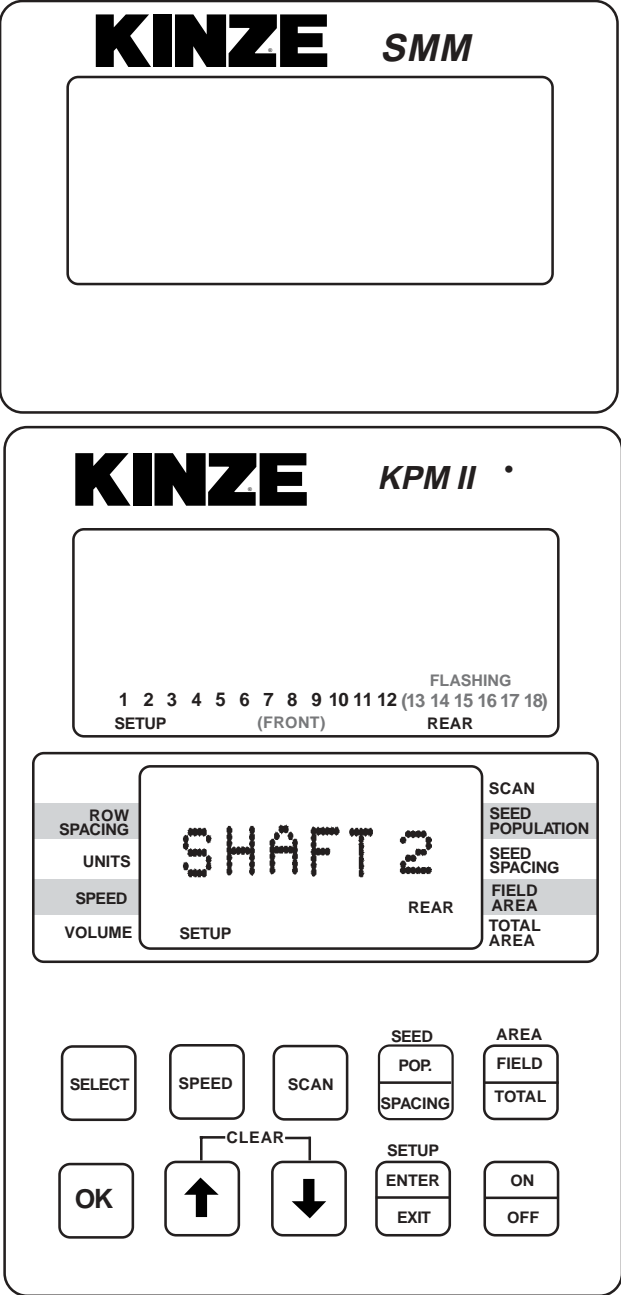 KINZE SMM
KINZE KPM II
FLASHING
1 2 3 4 5 6 7 8 9 10 11 12 (13 14 15 16 17 18)
SETUP (FRONT) REAR
ROW SPACING
UNITS
SPEED
VOLUME
SHAFT 2
REAR
SETUP
SCAN
SEED
POPULATION
SEED
SPACING
FIELD
AREA
TOTAL
AREA
SEED AREA
SELECT SPEED SCAN POP. FIELD
SPACING TOTAL
CLEAR
SETUP
OK ENTER ON
EXIT OFF